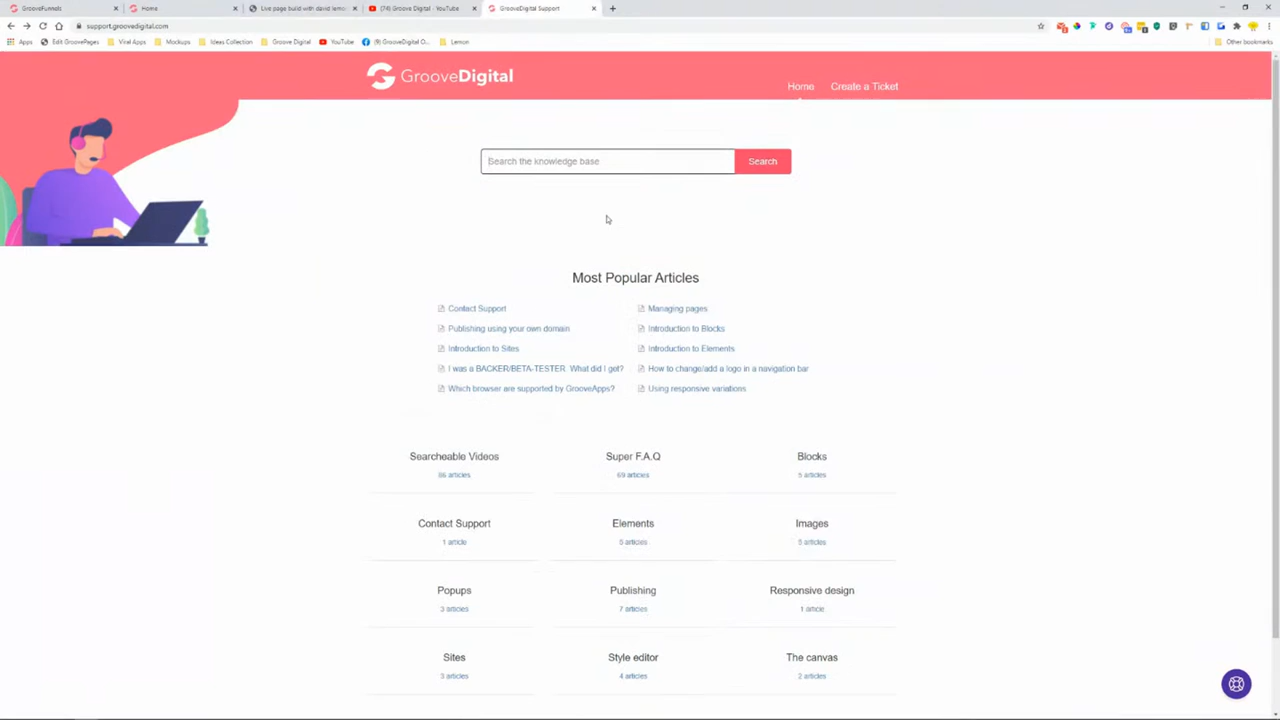 GrooveFunnels
Home
Live page build with david lemon
(74) Groove Digital - YouTube
GrooveDigital Support
support.groovedigital.com
Apps
Edit GroovePages
Viral Apps
Mockups
Ideas Collection
Groove Digital
YouTube
(9) GrooveDigital O...
Lemon
Other bookmarks
GrooveDigital
Home
Create a Ticket
Search the knowledge base
Search
Most Popular Articles
Contact Support
Managing pages
Publishing using your own domain
Introduction to Blocks
Introduction to Sites
Introduction to Elements
I was a BACKER/BETA-TESTER What did I get?
How to change/add a logo in a navigation bar
Which browser are supported by GrooveApps?
Using responsive variations
Searcheable Videos
Super F.A.Q
Blocks
86 articles
69 articles
5 articles
Contact Support
Elements
Images
1 article
5 articles
5 articles
Popups
Publishing
Responsive design
3 articles
7 articles
1 article
Sites
Style editor
The canvas
3 articles
4 articles
2 articles